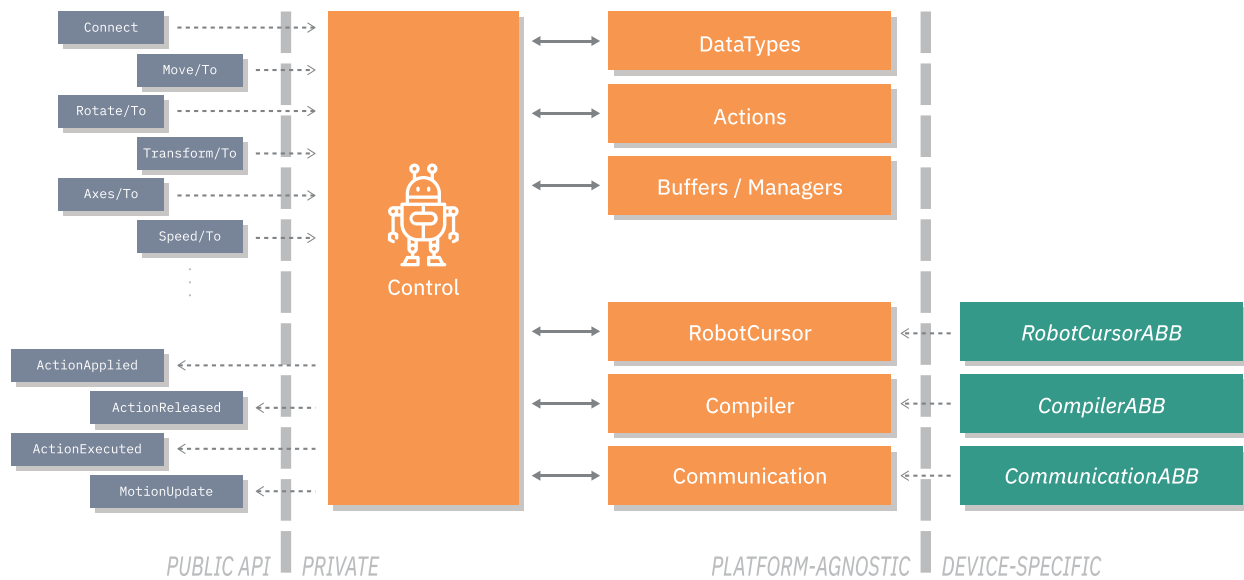 Connect
Move/To
Rotate/To
Transform/To
Axes/To
Speed/To
ActionApplied
ActionReleased
ActionExecuted
MotionUpdate
Control
DataTypes
Actions
Buffers / Managers
RobotCursor
Compiler
Communication
RobotCursorABB
CompilerABB
CommunicationABB
PUBLIC API
PRIVATE
PLATFORM-AGNOSTIC
DEVICE-SPECIFIC